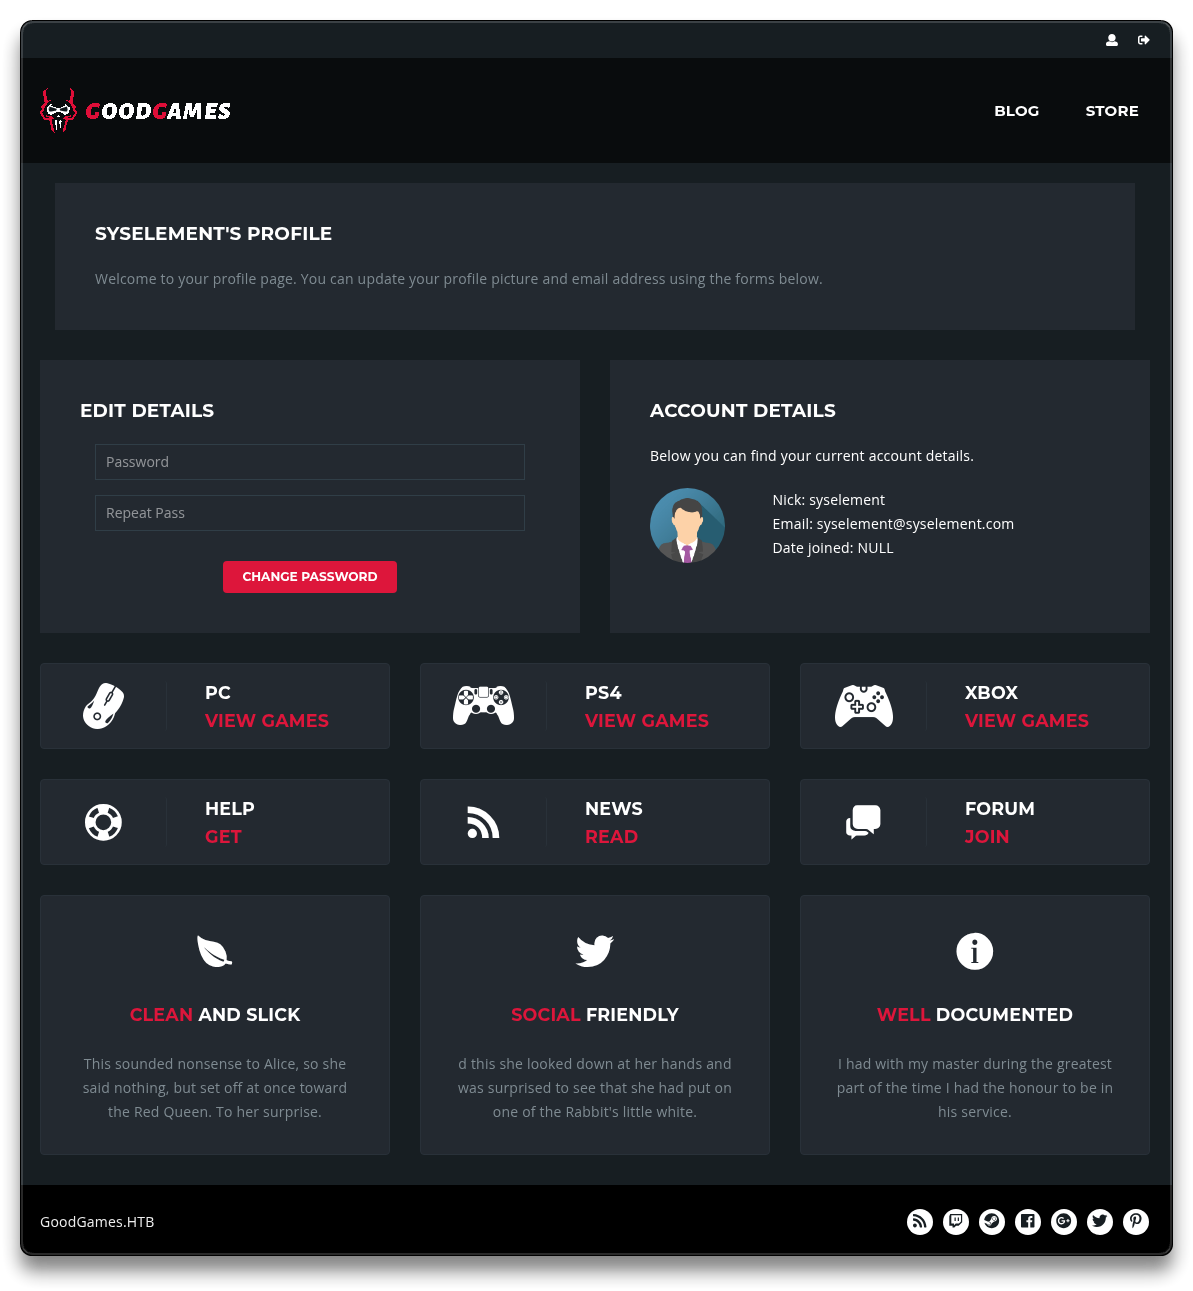 GOODGAMES
BLOG STORE
SYSELEMENT'S PROFILE
Welcome to your profile page. You can update your profile picture and email address using the forms below.
EDIT DETAILS
Password
Repeat Pass
CHANGE PASSWORD
ACCOUNT DETAILS
Below you can find your current account details.
Nick: syselement
Email: syselement@syselement.com
Date joined: NULL
PC
VIEW GAMES
PS4
VIEW GAMES
XBOX
VIEW GAMES
HELP
GET
NEWS
READ
FORUM
JOIN
CLEAN AND SLICK
This sounded nonsense to Alice, so she
said nothing, but set off at once toward
the Red Queen. To her surprise.
SOCIAL FRIENDLY
d this she looked down at her hands and
was surprised to see that she had put on
one of the Rabbit's little white.
WELL DOCUMENTED
I had with my master during the greatest
part of the time I had the honour to be in
his service.
GoodGames.HTB